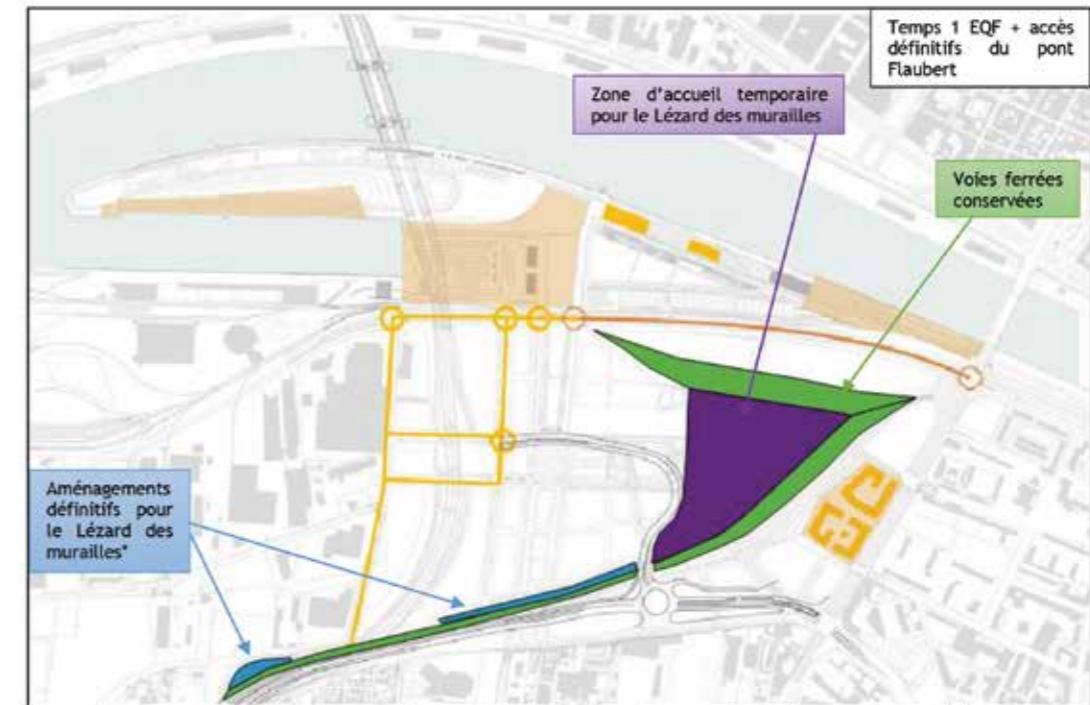 Temps 1 EQF + accès
définitifs du pont
Flaubert
Zone d'accueil temporaire
pour le Lézard des murailles
Voies ferrées
conservées
Aménagements
définitifs pour
le Lézard des
murailles*